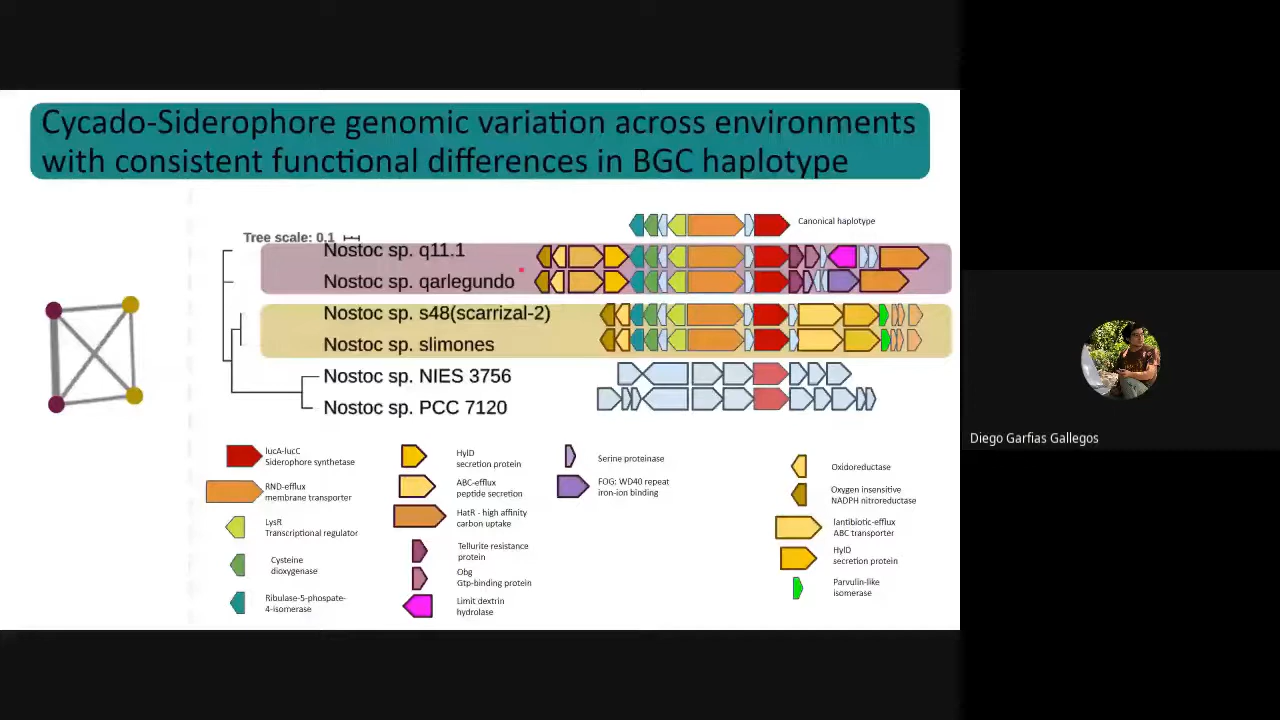 Cycado-Siderophore genomic variation across environments
with consistent functional differences in BGC haplotype
Canonical haplotype
Tree scale: 0.1
Nostoc sp. q11.1
Nostoc sp. qarlegundo
Nostoc sp. s48(scarrizal-2)
Nostoc sp. slimones
Nostoc sp. NIES 3756
Nostoc sp. PCC 7120
IucA-IucC
Siderophore synthetase
RND-efflux
membrane transporter
LysR
Transcriptional regulator
Cysteine
dioxygenase
Ribulase-5-phospate-
4-isomerase
HylD
secretion protein
ABC-efflux
peptide secretion
HatR - high affinity
carbon uptake
Tellurite resistance
protein
Obg
Gtp-binding protein
Limit dextrin
hydrolase
Serine proteinase
FOG: WD40 repeat
iron-ion binding
Oxidoreductase
Oxygen insensitive
NADPH nitroreductase
lantibiotic-efflux
ABC transporter
HylD
secretion protein
Parvulin-like
isomerase
Diego Garfias Gallegos